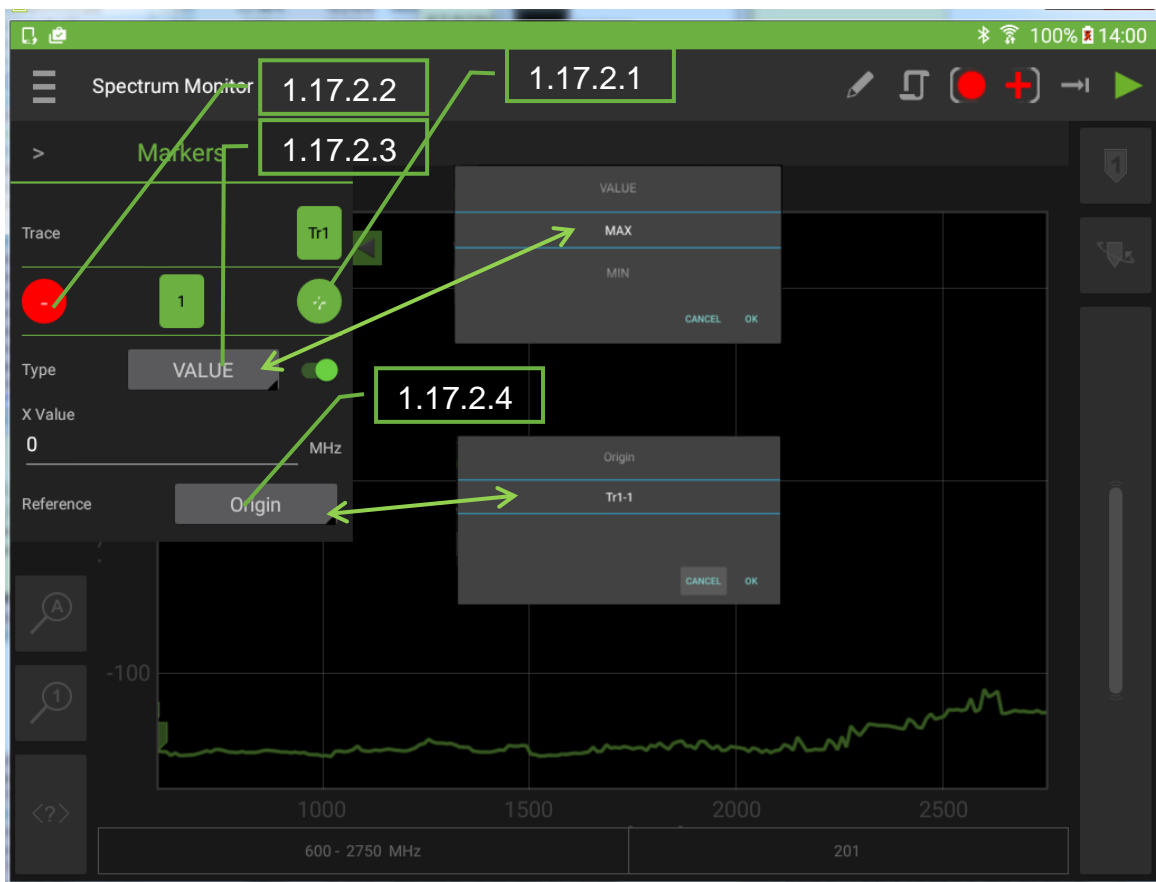 100% 14:00
Spectrum Monitor
1.17.2.2
1.17.2.1
> Markers
1.17.2.3
1
VALUE
Trace Tr1
MAX
- 1 +
MIN
CANCEL OK
Type VALUE
1.17.2.4
X Value
0 MHz
Origin
Reference Origin
Tr1-1
CANCEL OK
A
-100
1
<?>
1000 1500 2000 2500
600 - 2750 MHz 201